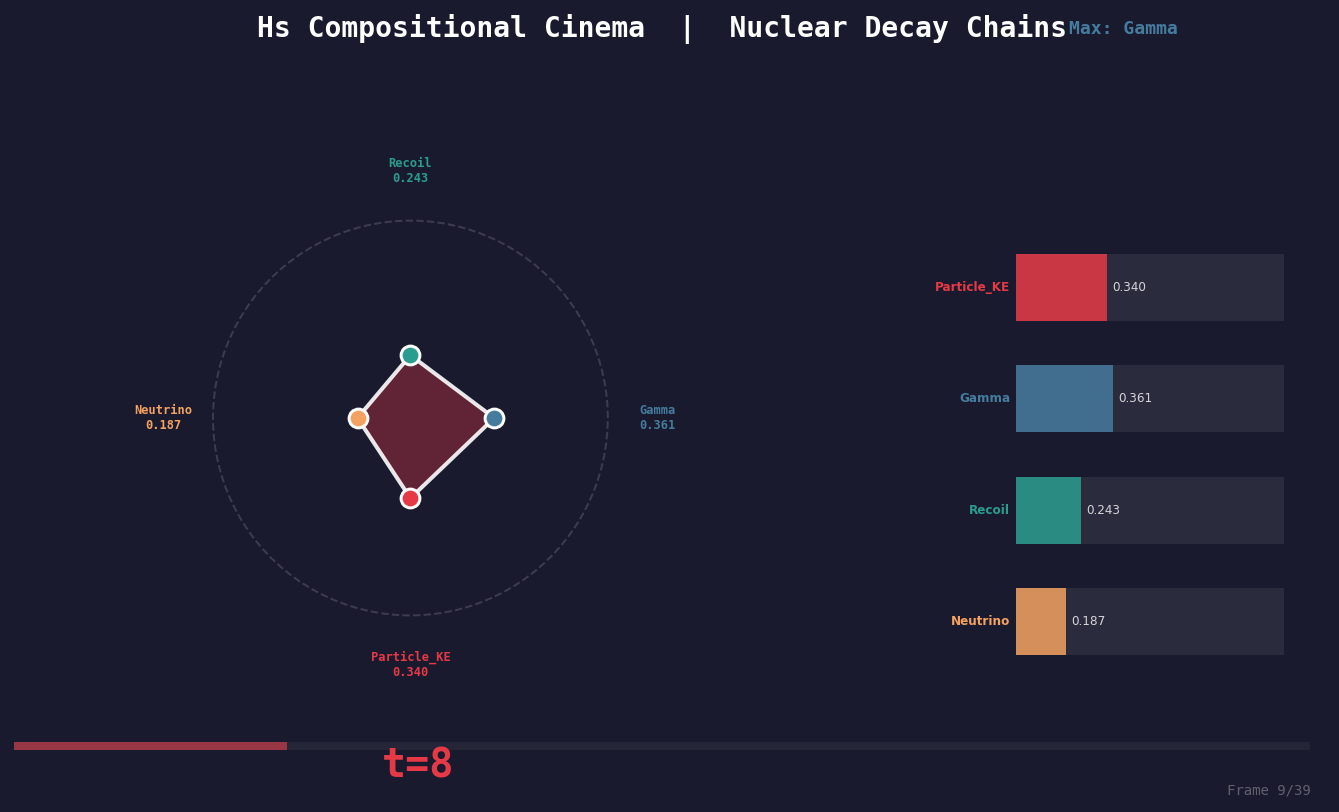 Hs Compositional Cinema  |  Nuclear Decay Chains
Max: Gamma
Recoil
0.243
Neutrino
0.187
Gamma
0.361
Particle_KE
0.340
Particle_KE 0.340
Gamma 0.361
Recoil 0.243
Neutrino 0.187
t=8
Frame 9/39